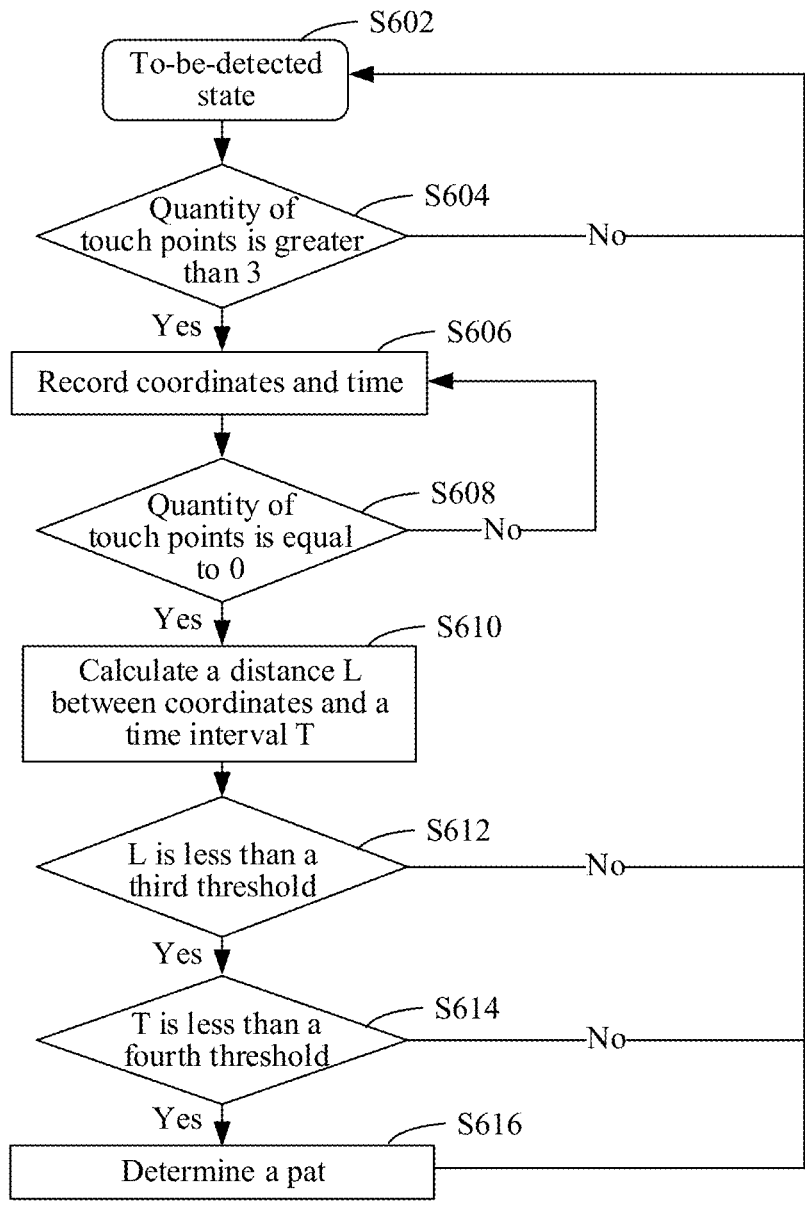 S602
To-be-detected
state
S604
Quantity of
touch points is greater
than 3
No
Yes
S606
Record coordinates and time
S608
Quantity of
touch points is equal
to 0
No
Yes
S610
Calculate a distance L
between coordinates and a
time interval T
S612
L is less than a
third threshold
No
Yes
S614
T is less than a
fourth threshold
No
Yes
S616
Determine a pat